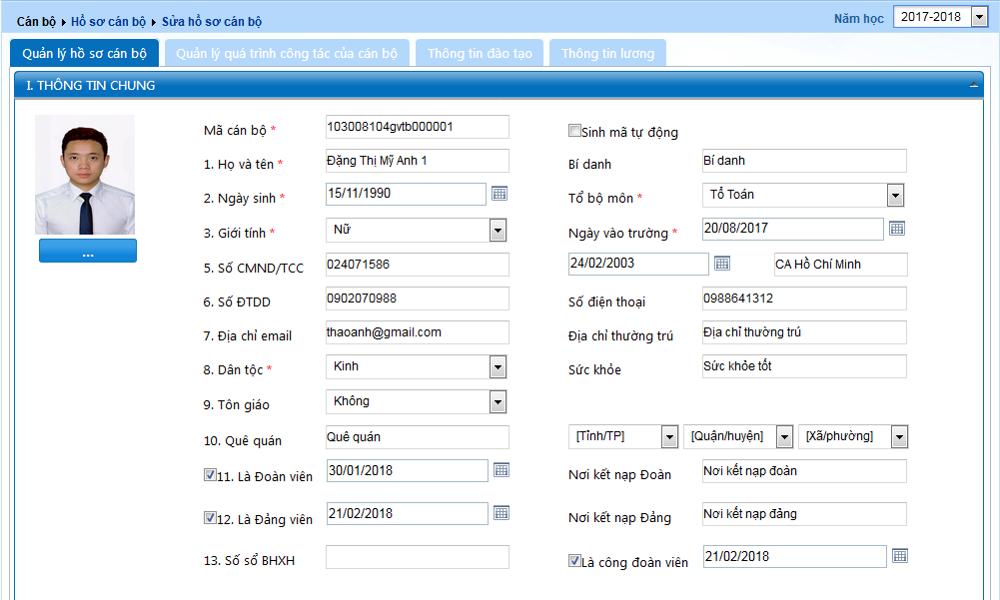 Cán bộ Hồ sơ cán bộ Sửa hồ sơ cán bộ Năm học 2017-2018
Quản lý hồ sơ cán bộ Quản lý quá trình công tác của cán bộ Thông tin đào tạo Thông tin lương
I. THÔNG TIN CHUNG
Mã cán bộ * 103008104gvtb000001 Sinh mã tự động
1. Họ và tên * Đặng Thị Mỹ Anh 1 Bí danh Bí danh
2. Ngày sinh * 15/11/1990 Tổ bộ môn * Tổ Toán
3. Giới tính * Nữ Ngày vào trường * 20/08/2017
...
5. Số CMND/TCC 024071586 24/02/2003 CA Hồ Chí Minh
6. Số ĐTDD 0902070988 Số điện thoại 0988641312
7. Địa chỉ email thaoanh@gmail.com Địa chỉ thường trú Địa chỉ thường trú
8. Dân tộc * Kinh Sức khỏe Sức khỏe tốt
9. Tôn giáo Không
10. Quê quán Quê quán [Tỉnh/TP] [Quận/huyện] [Xã/phường]
11. Là Đoàn viên 30/01/2018 Nơi kết nạp Đoàn Nơi kết nạp đoàn
12. Là Đảng viên 21/02/2018 Nơi kết nạp Đảng Nơi kết nạp đảng
13. Số sổ BHXH Là công đoàn viên 21/02/2018